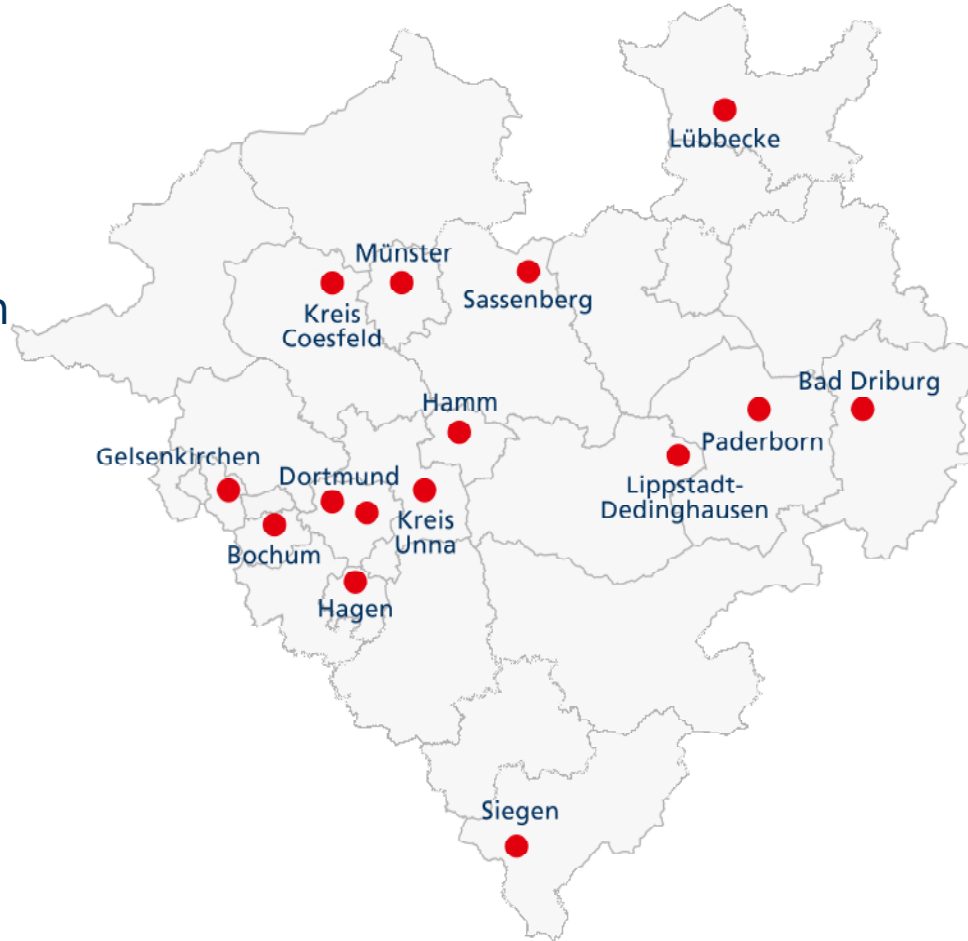 Lübbecke
Münster
Sassenberg
Kreis
Coesfeld
Bad Driburg
Hamm
Paderborn
Gelsenkirchen
Dortmund
Lippstadt-
Dedinghausen
Kreis
Unna
Bochum
Hagen
Siegen